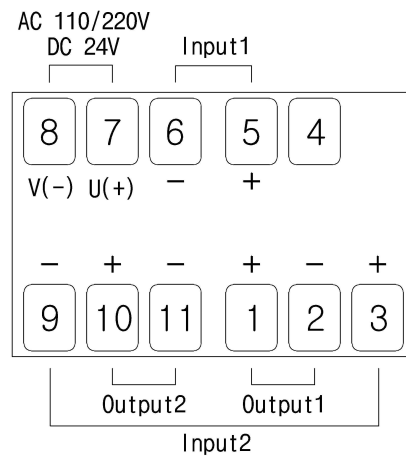 AC 110/220V
DC 24V
Input1
8 7 6 5 4
V(-) U(+) - +
- + - + - +
9 10 11 1 2 3
Output2 Output1
Input2